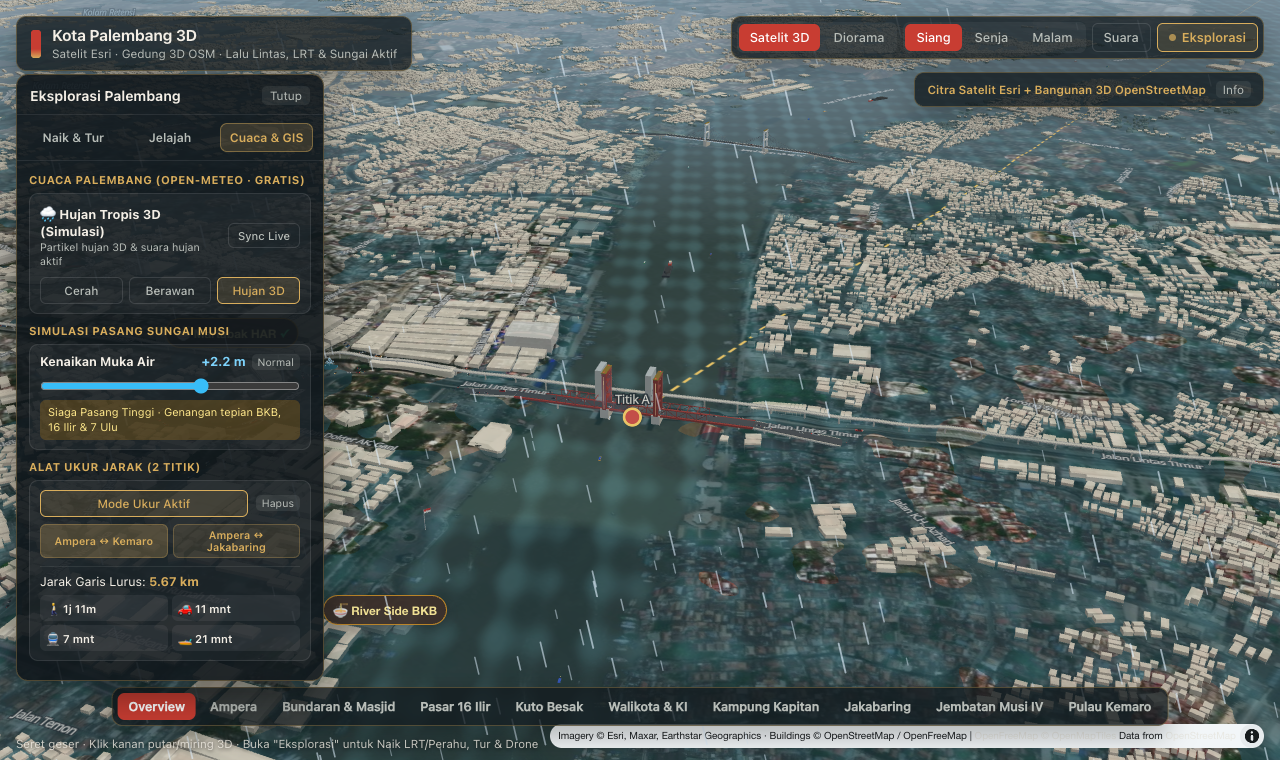 Kota Palembang 3D
Satelit Esri · Gedung 3D OSM · Lalu Lintas, LRT & Sungai Aktif
Satelit 3D
Diorama
Siang
Senja
Malam
Suara
Eksplorasi
Citra Satelit Esri + Bangunan 3D OpenStreetMap
Info
Eksplorasi Palembang
Tutup
Naik & Tur
Jelajah
Cuaca & GIS
CUACA PALEMBANG (OPEN-METEO · GRATIS)
Hujan Tropis 3D
(Simulasi)
Partikel hujan 3D & suara hujan
aktif
Sync Live
Cerah
Berawan
Hujan 3D
SIMULASI PASANG SUNGAI MUSI
Kenaikan Muka Air
+2.2 m
Normal
Siaga Pasang Tinggi · Genangan tepian BKB,
16 Ilir & 7 Ulu
ALAT UKUR JARAK (2 TITIK)
Mode Ukur Aktif
Hapus
Ampera ↔ Kemaro
Ampera ↔
Jakabaring
Jarak Garis Lurus: 5.67 km
1j 11m
11 mnt
7 mnt
21 mnt
Titik A
Jalan Lintas Timur
Jalan Lintas Timur
Jalan Lintas Timur
River Side BKB
Overview
Ampera
Bundaran & Masjid
Pasar 16 Ilir
Kuto Besak
Walikota & KI
Kampung Kapitan
Jakabaring
Jembatan Musi IV
Pulau Kemaro
Seret geser · Klik kanan putar/miring 3D · Buka "Eksplorasi" untuk Naik LRT/Perahu, Tur & Drone
Imagery © Esri, Maxar, Earthstar Geographics · Buildings © OpenStreetMap / OpenFreeMap |
Data from